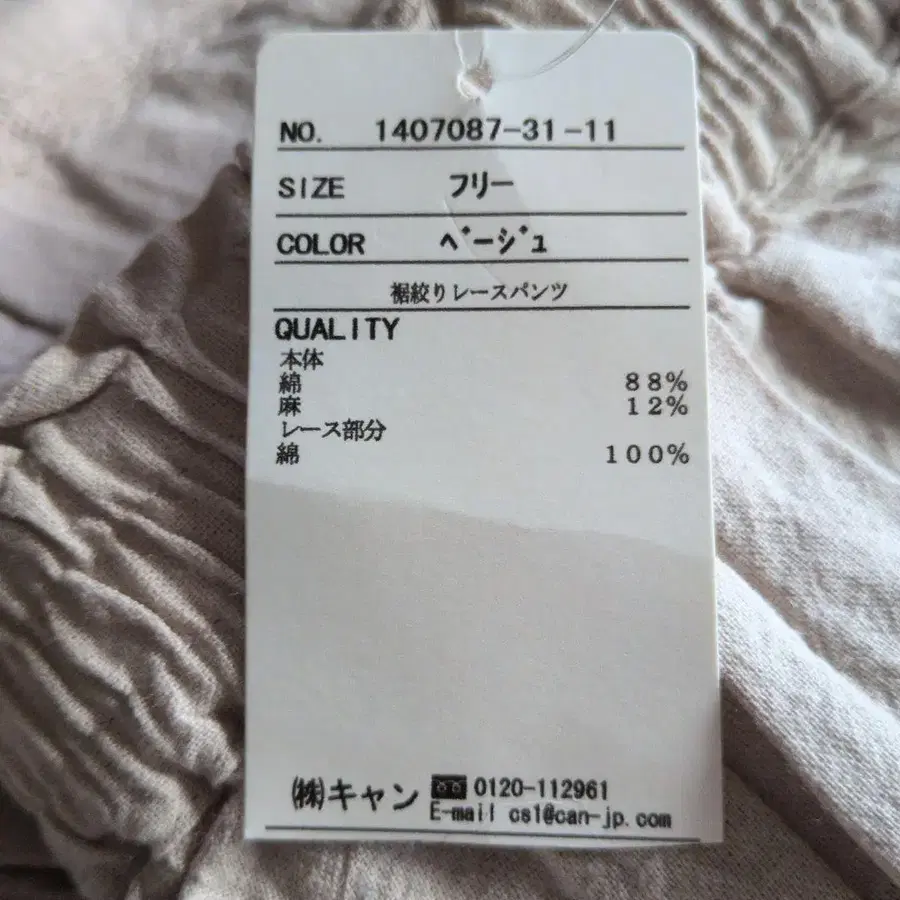 NO. 1407087-31-11
SIZE フリー
COLOR ベージュ
裾絞りレースパンツ
QUALITY
本体
綿 88%
麻 12%
レース部分
綿 100%
㈱キャン 0120-112961
E-mail cs1@can-jp.com